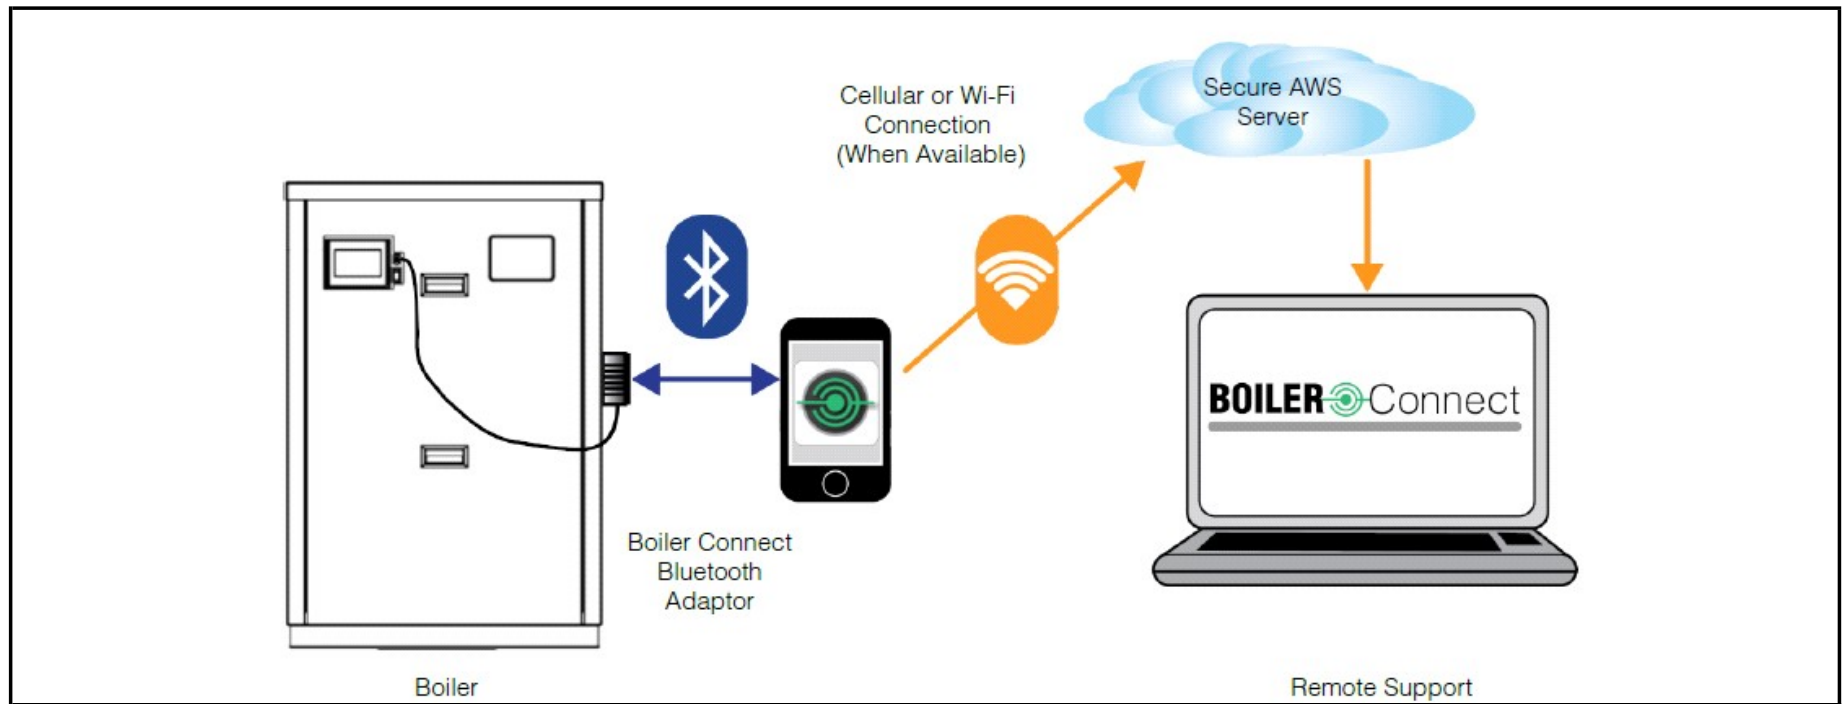 Cellular or Wi-Fi
Connection
(When Available)
Secure AWS
Server
BOILER Connect
Boiler Connect
Bluetooth
Adaptor
Boiler
Remote Support